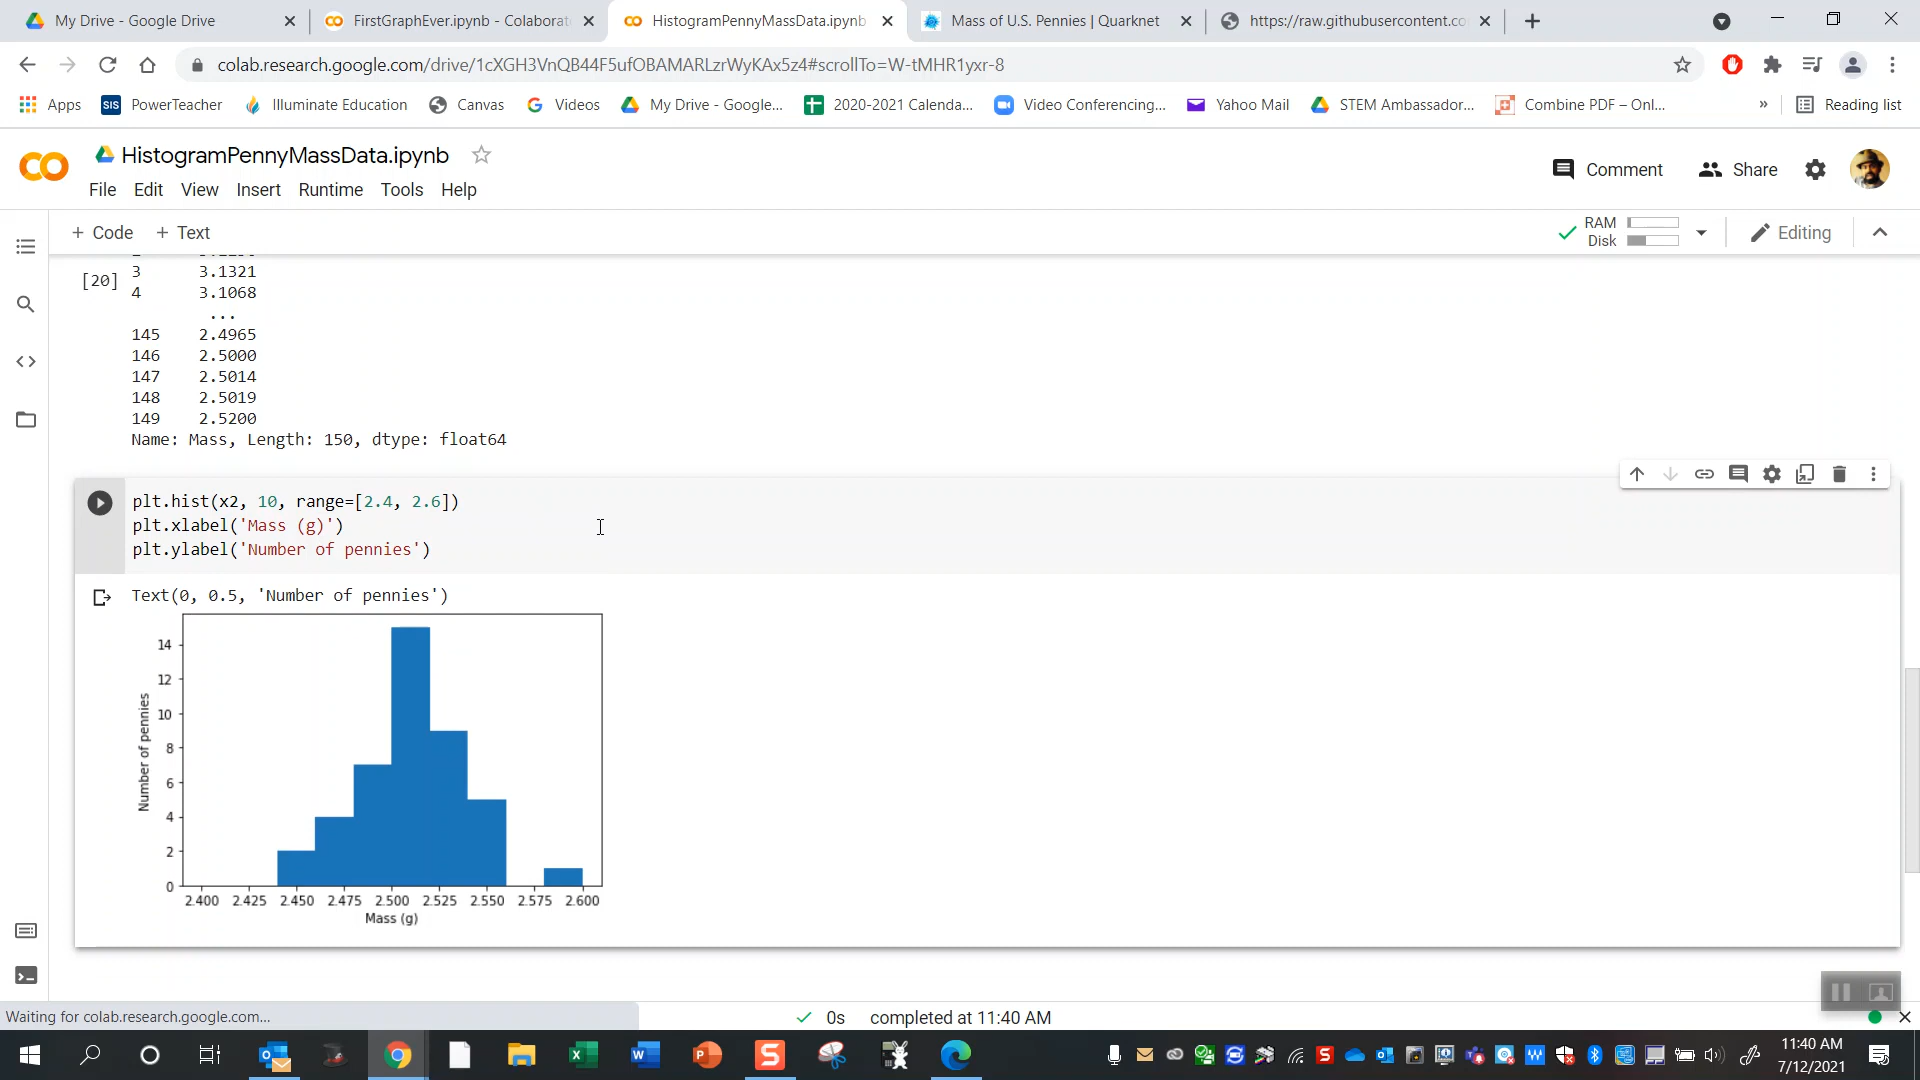 My Drive - Google Drive
FirstGraphEver.ipynb - Colaborat
HistogramPennyMassData.ipynb
Mass of U.S. Pennies | Quarknet
https://raw.githubusercontent.co
colab.research.google.com/drive/1cXGH3VnQB44F5ufOBAMARLzrWyKAx5z4#scrollTo=W-tMHR1yxr-8
Apps
SIS PowerTeacher
Illuminate Education
Canvas
Videos
My Drive - Google...
2020-2021 Calenda...
Video Conferencing...
Yahoo Mail
STEM Ambassador...
Combine PDF – Onl...
»
Reading list
HistogramPennyMassData.ipynb
Comment
Share
File Edit View Insert Runtime Tools Help
+ Code + Text
RAM
Disk
Editing
[20]
3 3.1321
4 3.1068
...
145 2.4965
146 2.5000
147 2.5014
148 2.5019
149 2.5200
Name: Mass, Length: 150, dtype: float64
plt.hist(x2, 10, range=[2.4, 2.6])
plt.xlabel('Mass (g)')
plt.ylabel('Number of pennies')
Text(0, 0.5, 'Number of pennies')
14
12
10
8
6
4
2
0
Number of pennies
2.400 2.425 2.450 2.475 2.500 2.525 2.550 2.575 2.600
Mass (g)
Waiting for colab.research.google.com...
0s completed at 11:40 AM
11:40 AM
7/12/2021